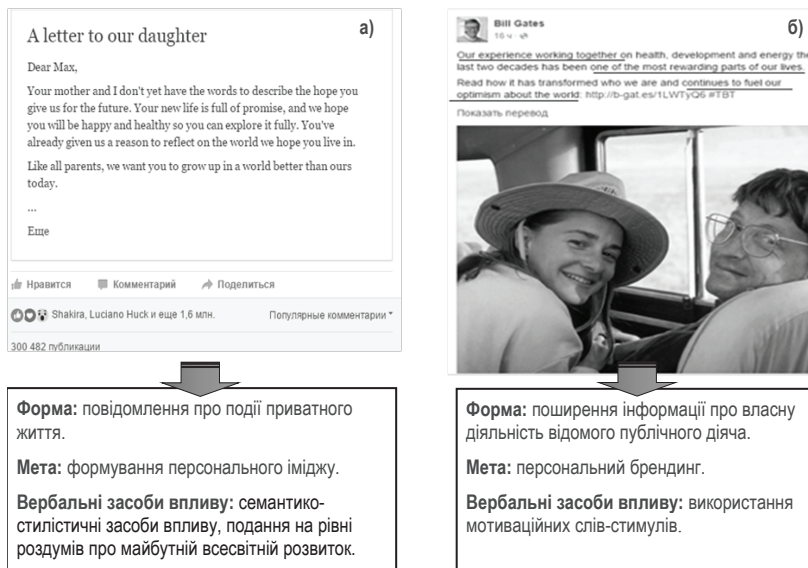 а)
A letter to our daughter
Dear Max,
Your mother and I don't yet have the words to describe the hope you
give us for the future. Your new life is full of promise, and we hope
you will be happy and healthy so you can explore it fully. You've
already given us a reason to reflect on the world we hope you live in.
Like all parents, we want you to grow up in a world better than ours
today.
...
Еще
Нравится Комментарий Поделиться
Shakira, Luciano Huck и еще 1,6 млн. Популярные комментарии
300 482 публикации
Форма: повідомлення про події приватного
життя.
Мета: формування персонального іміджу.
Вербальні засоби впливу: семантико-
стилістичні засоби впливу, подання на рівні
роздумів про майбутній всесвітній розвиток.
б)
Bill Gates
16 ч ·
Our experience working together on health, development and energy the
last two decades has been one of the most rewarding parts of our lives.
Read how it has transformed who we are and continues to fuel our
optimism about the world: http://b-gat.es/1LWTyQ6 #TBT
Показать перевод
Форма: поширення інформації про власну
діяльність відомого публічного діяча.
Мета: персональний брендинг.
Вербальні засоби впливу: використання
мотиваційних слів-стимулів.